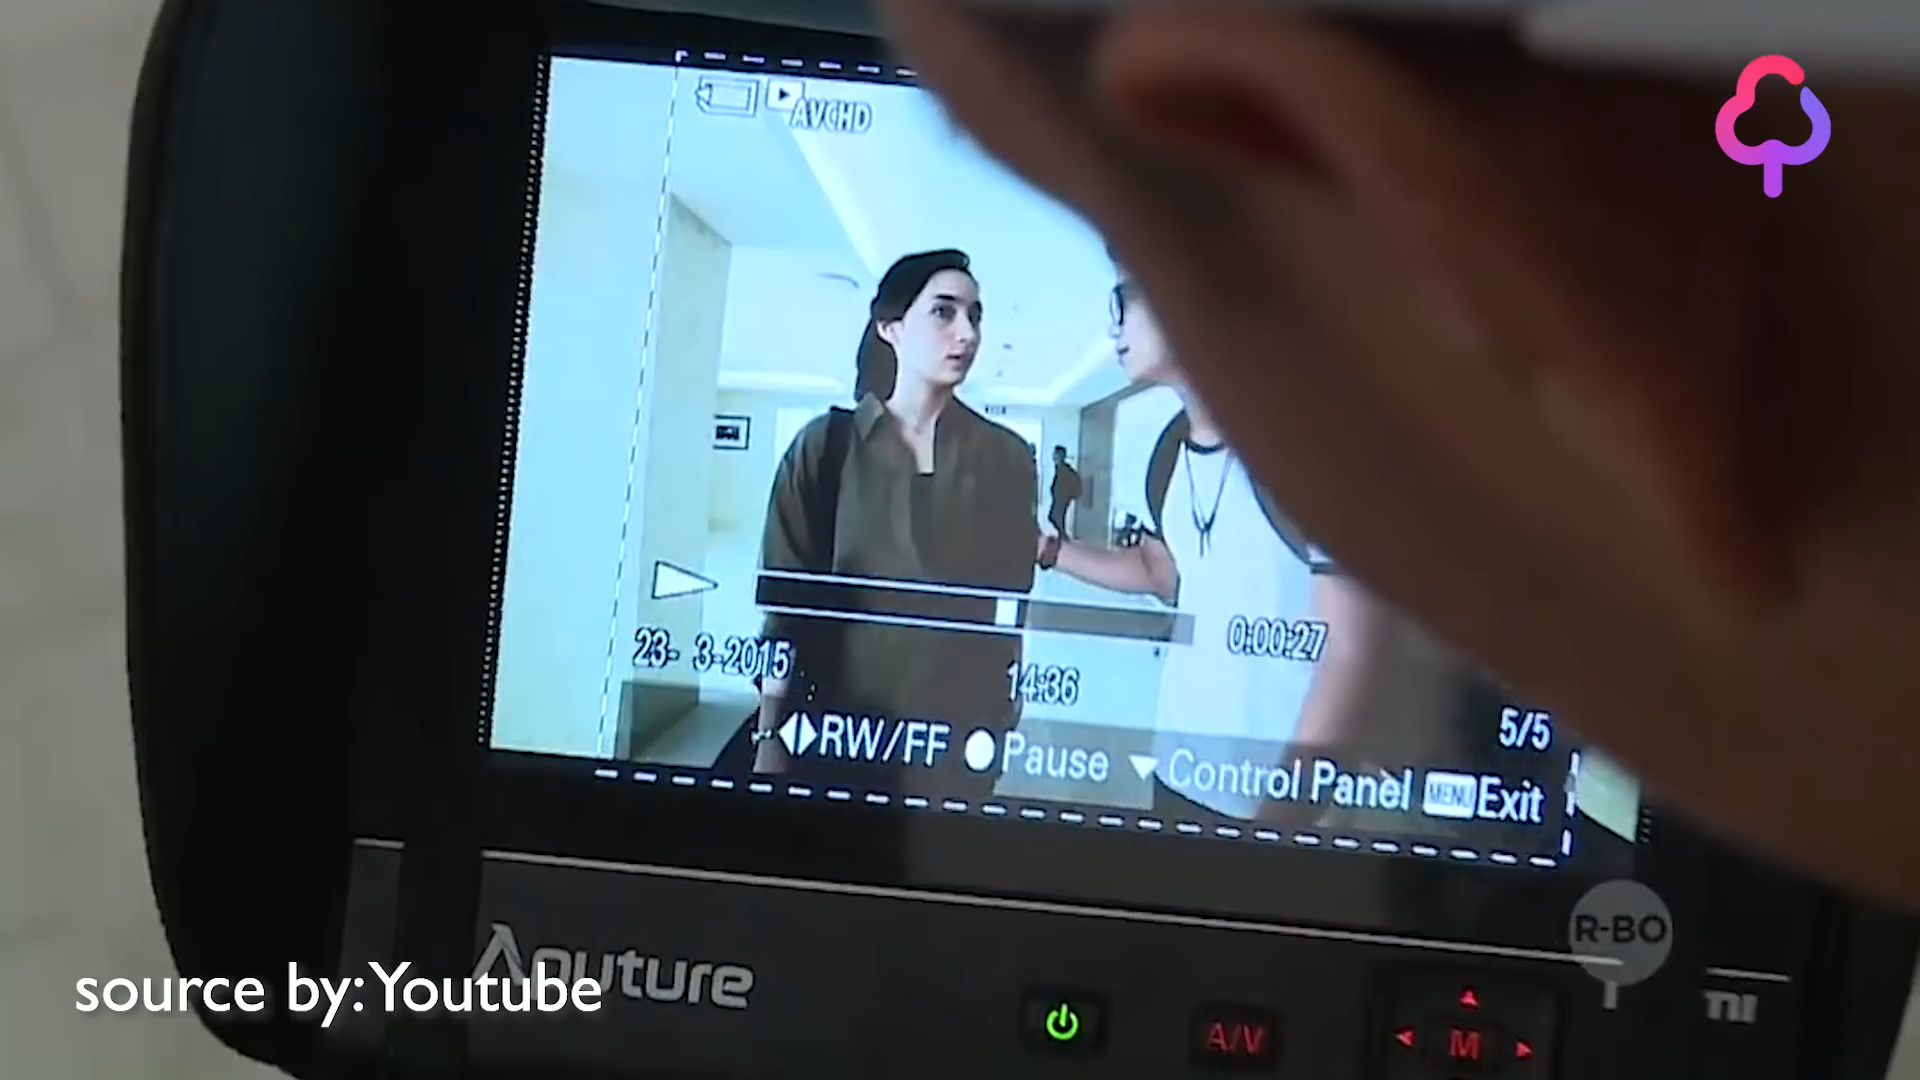 AVCHD
0:00:27
23- 3-2015
14:36
5/5
RW/FF Pause Control Panel MENU Exit
Aputure
R-BO
source by: Youtube
A/V
M